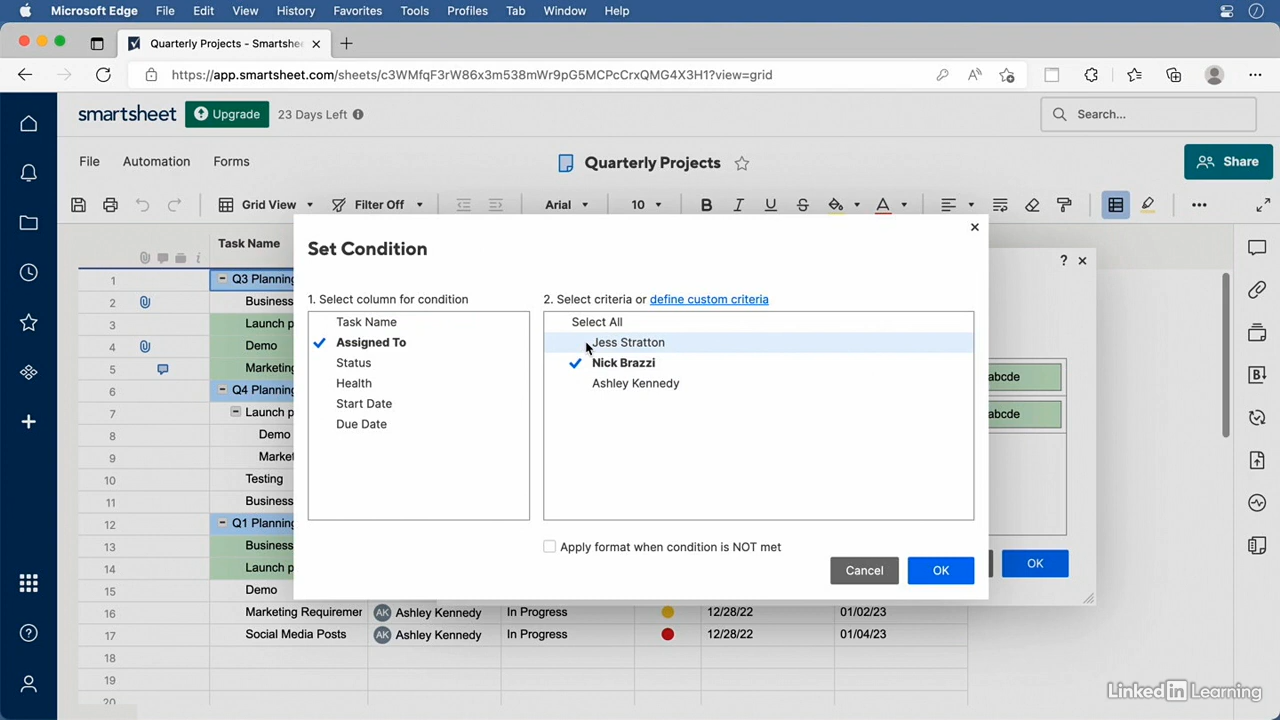 Microsoft Edge File Edit View History Favorites Tools Profiles Tab Window Help
Quarterly Projects - Smartshe
https://app.smartsheet.com/sheets/c3WMfqF3rW86x3m538mWr9pG5MCPcCrxQMG4X3H1?view=grid
smartsheet Upgrade 23 Days Left Search...
File Automation Forms Quarterly Projects Share
Grid View Filter Off Arial 10 B I U S A
Set Condition
Task Name
1 Q3 Planning
2 Business
3 Launch p
4 Demo
5 Marketing
6 Q4 Planning
7 Launch p
8 Demo
9 Market
10 Testing
11 Business
12 Q1 Planning
13 Business
14 Launch p
15 Demo
16 Marketing Requiremer AK Ashley Kennedy In Progress 12/28/22 01/02/23
17 Social Media Posts AK Ashley Kennedy In Progress 12/28/22 01/04/23
18
19
20
1. Select column for condition
Task Name
Assigned To
Status
Health
Start Date
Due Date
2. Select criteria or define custom criteria
Select All
Jess Stratton
Nick Brazzi
Ashley Kennedy
Apply format when condition is NOT met
Cancel OK
?
abcde
abcde
OK
LinkedIn Learning